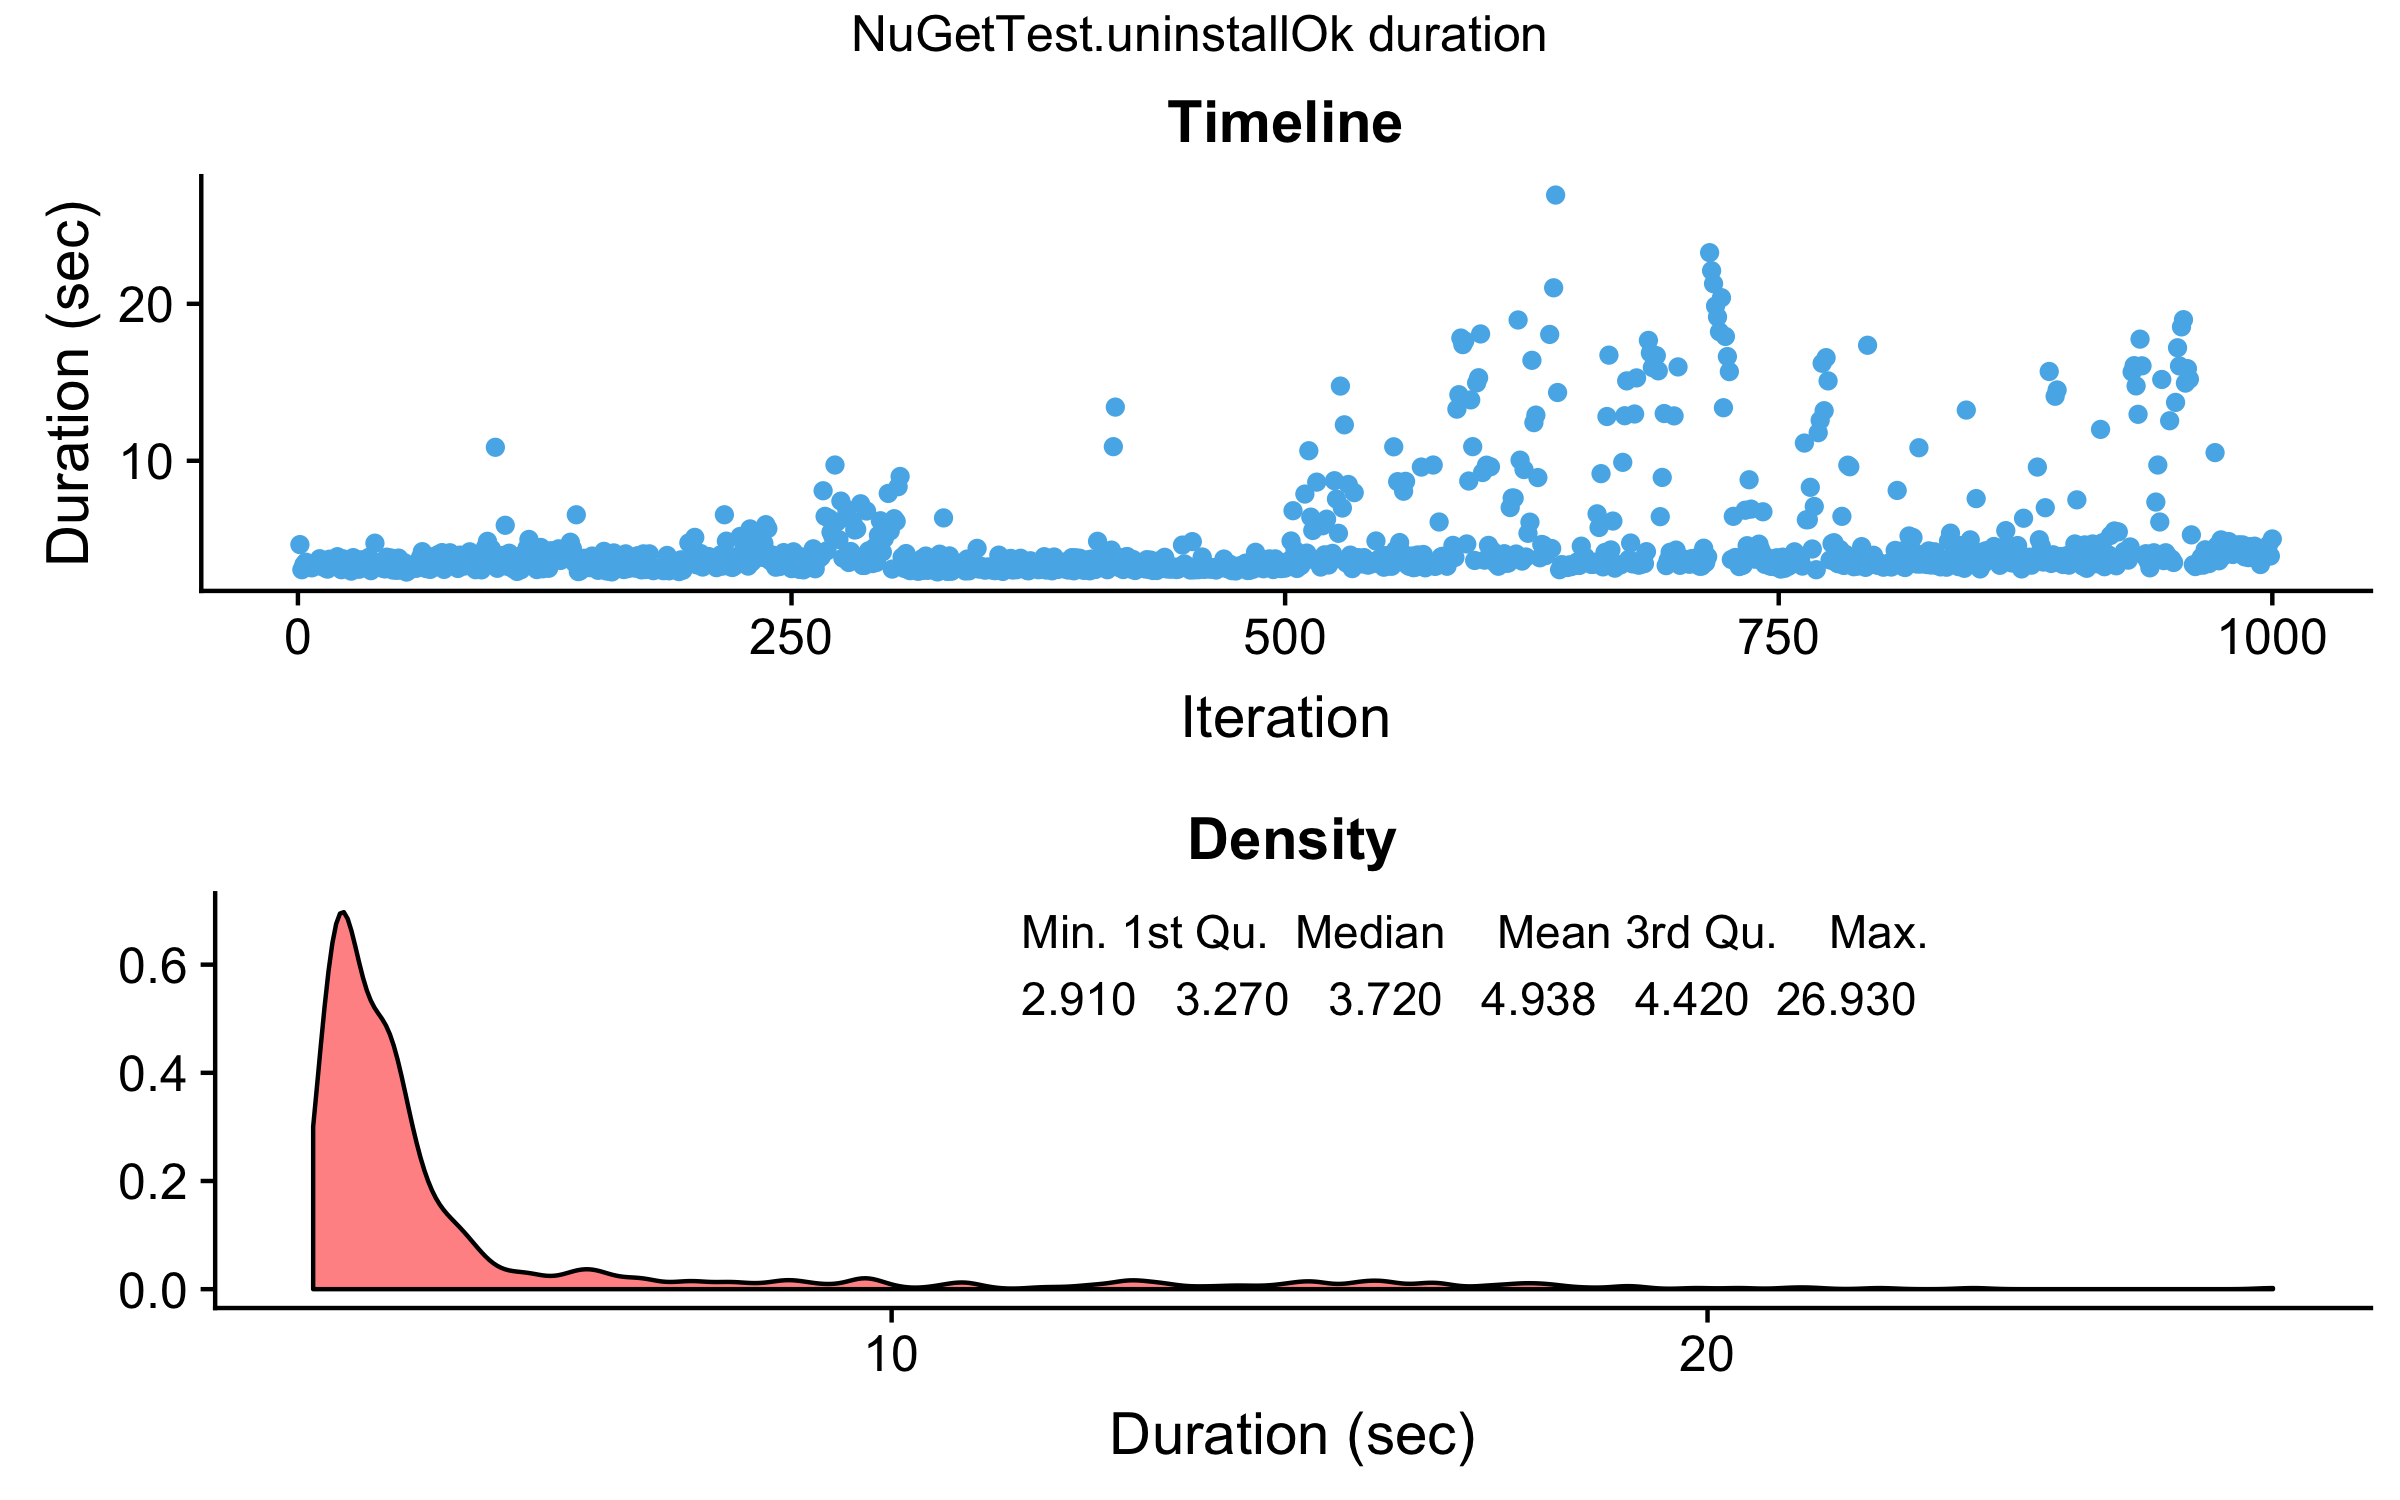 NuGetTest.uninstallOk duration
Timeline
Duration (sec)
20
10
0 250 500 750 1000
Iteration
Density
Min. 1st Qu. Median Mean 3rd Qu. Max.
2.910 3.270 3.720 4.938 4.420 26.930
0.6
0.4
0.2
0.0
10 20
Duration (sec)